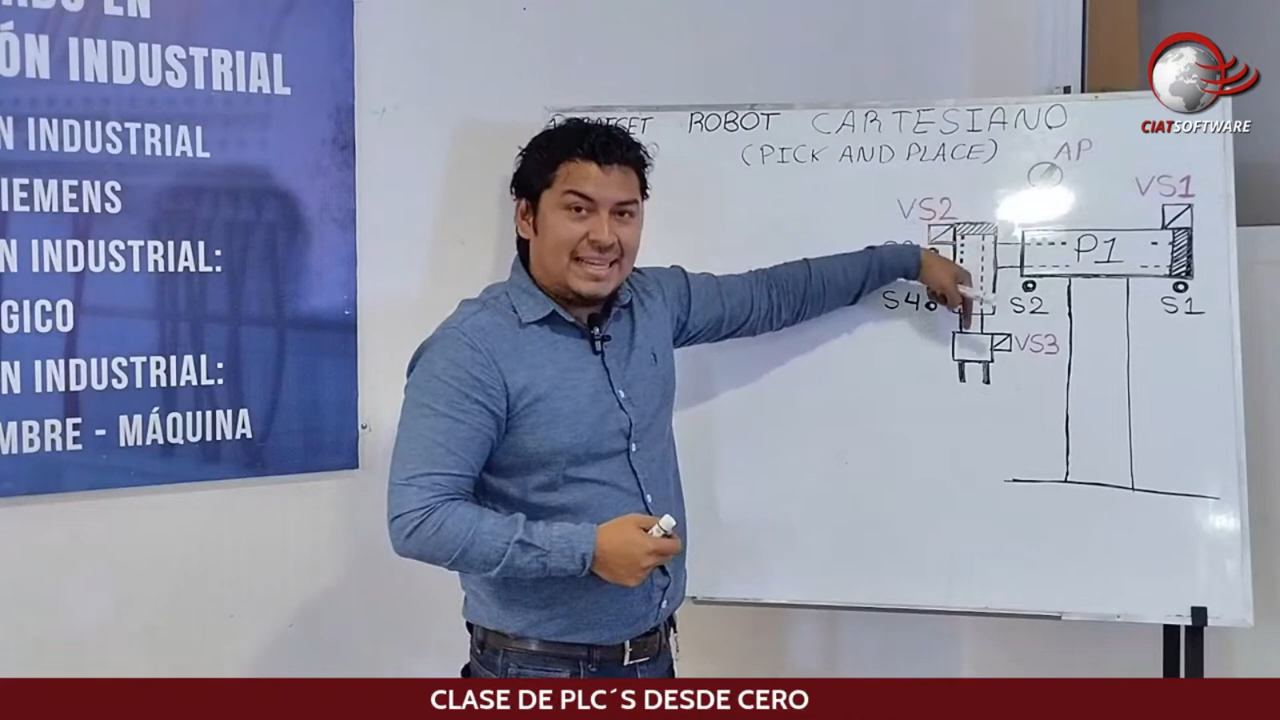 ÓN INDUSTRIAL
N INDUSTRIAL
IEMENS
N INDUSTRIAL:
GICO
N INDUSTRIAL:
MBRE - MÁQUINA
ROBOT CARTESIANO
(PICK AND PLACE)
AP
VS1
VS2
P1
S4
S2
S1
VS3
CIATSOFTWARE
CLASE DE PLC´S DESDE CERO